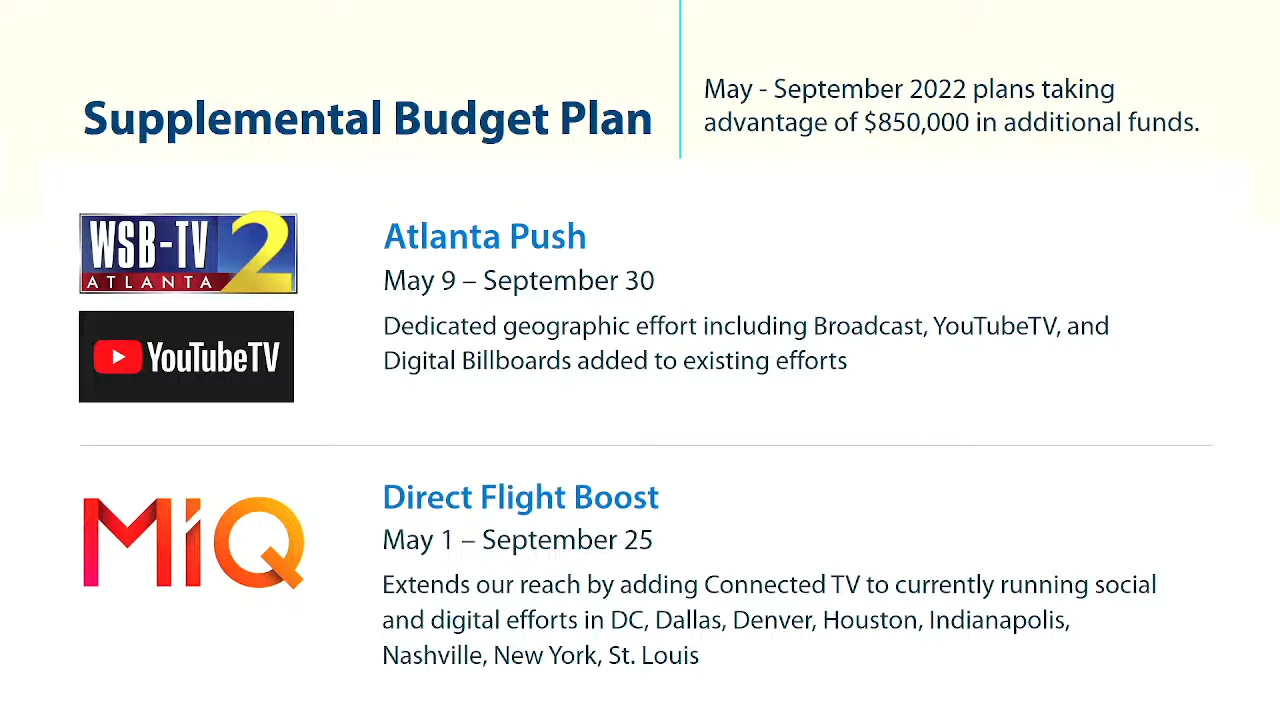 Supplemental Budget Plan
May - September 2022 plans taking
advantage of $850,000 in additional funds.
WSB-TV 2
ATLANTA
Atlanta Push
May 9 – September 30
Dedicated geographic effort including Broadcast, YouTubeTV, and
Digital Billboards added to existing efforts
YouTubeTV
MiQ
Direct Flight Boost
May 1 – September 25
Extends our reach by adding Connected TV to currently running social
and digital efforts in DC, Dallas, Denver, Houston, Indianapolis,
Nashville, New York, St. Louis